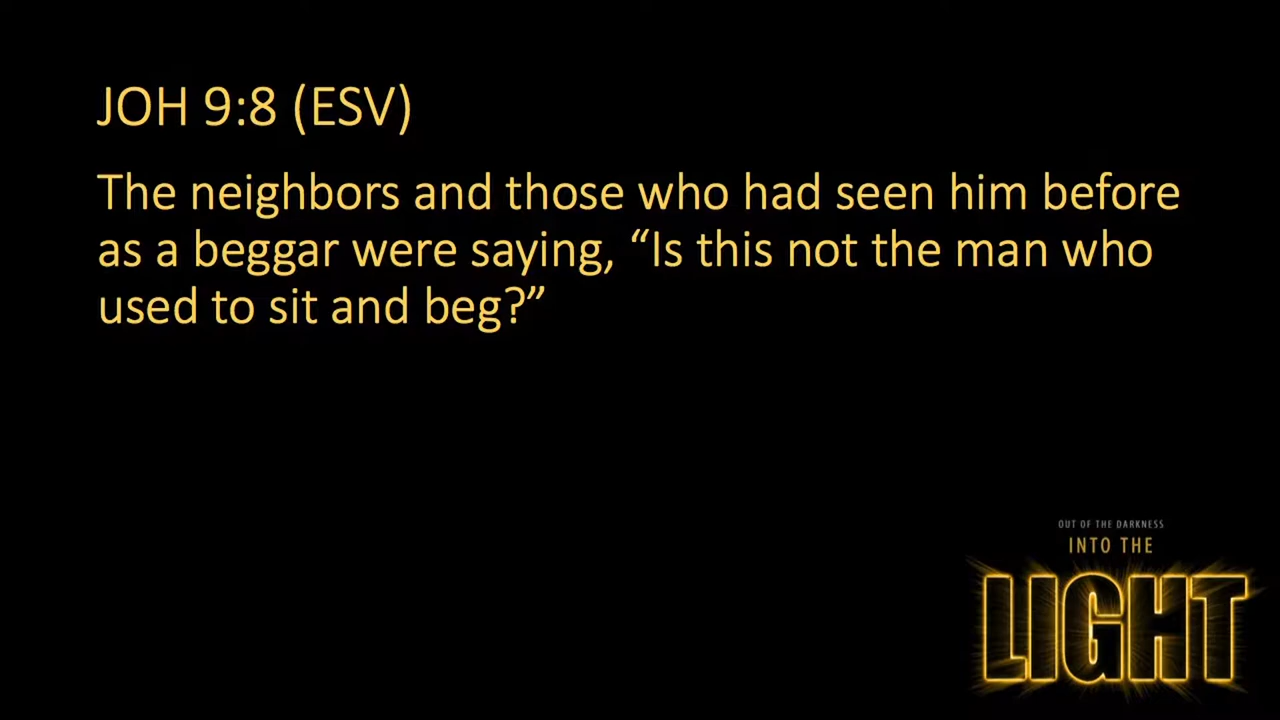 JOH 9:8 (ESV)
The neighbors and those who had seen him before
as a beggar were saying, “Is this not the man who
used to sit and beg?”
OUT OF THE DARKNESS
INTO THE
LIGHT